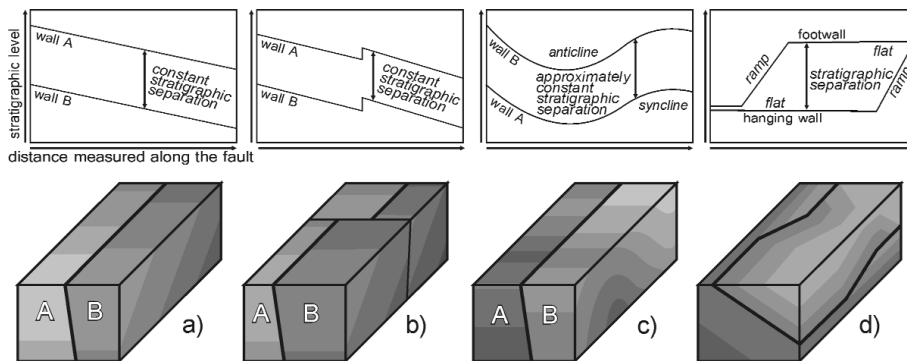 stratigraphic level
wall A
wall B
constant
stratigraphic
separation
wall A
wall B
constant
stratigraphic
separation
wall B
anticline
approximately
constant
stratigraphic
separation
wall A
syncline
footwall
ramp
flat
stratigraphic
separation
ramp
flat
hanging wall
distance measured along the fault
A B a)
A B b)
A B c)
d)